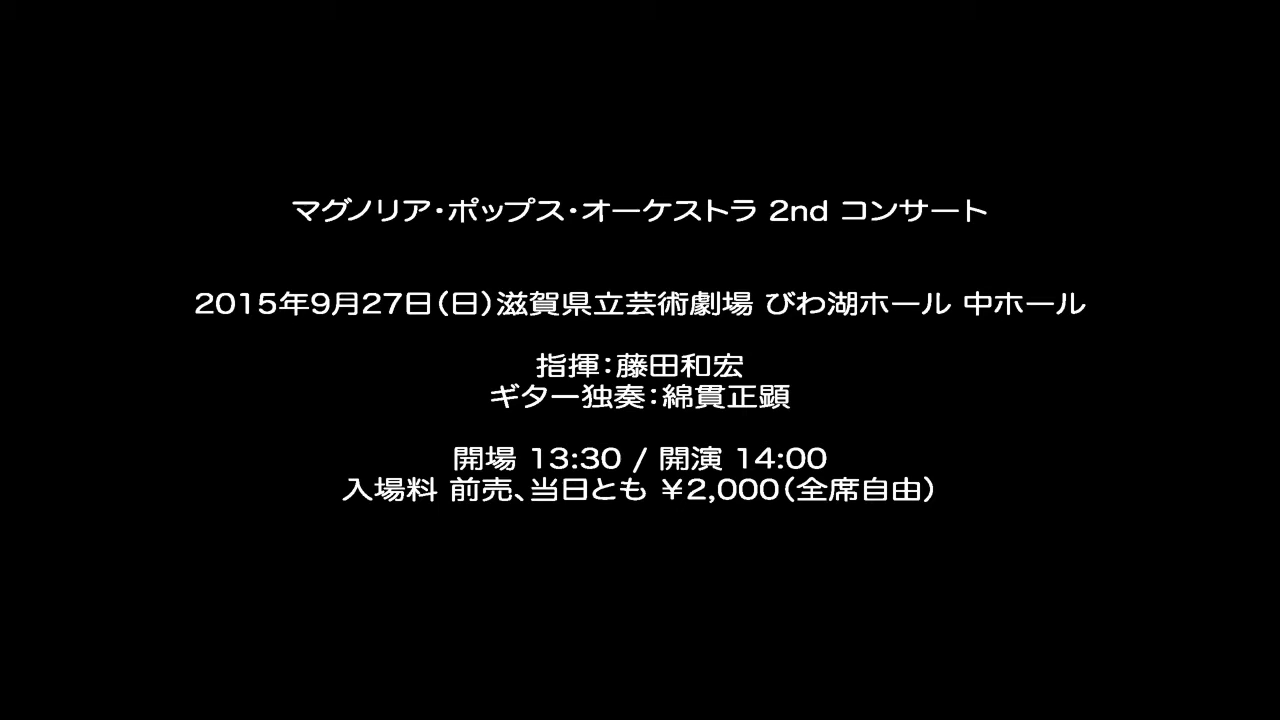 マグノリア・ポップス・オーケストラ 2nd コンサート
2015年9月27日(日)滋賀県立芸術劇場 びわ湖ホール 中ホール
指揮:藤田和宏
ギター独奏:綿貫正顕
開場 13:30 / 開演 14:00
入場料 前売、当日とも ¥2,000(全席自由)